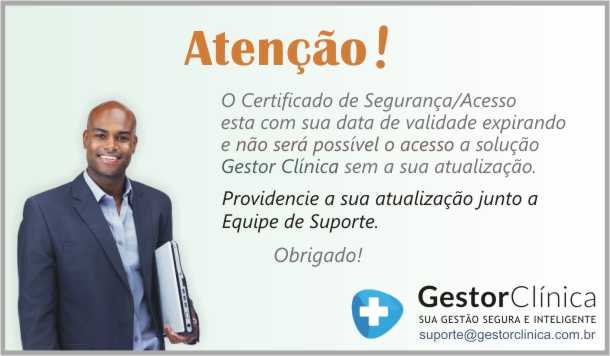 Atenção!
O Certificado de Segurança/Acesso
esta com sua data de validade expirando
e não será possível o acesso a solução
Gestor Clínica sem a sua atualização.
Providencie a sua atualização junto a
Equipe de Suporte.
Obrigado!
GestorClínica
SUA GESTÃO SEGURA E INTELIGENTE
suporte@gestorclinica.com.br